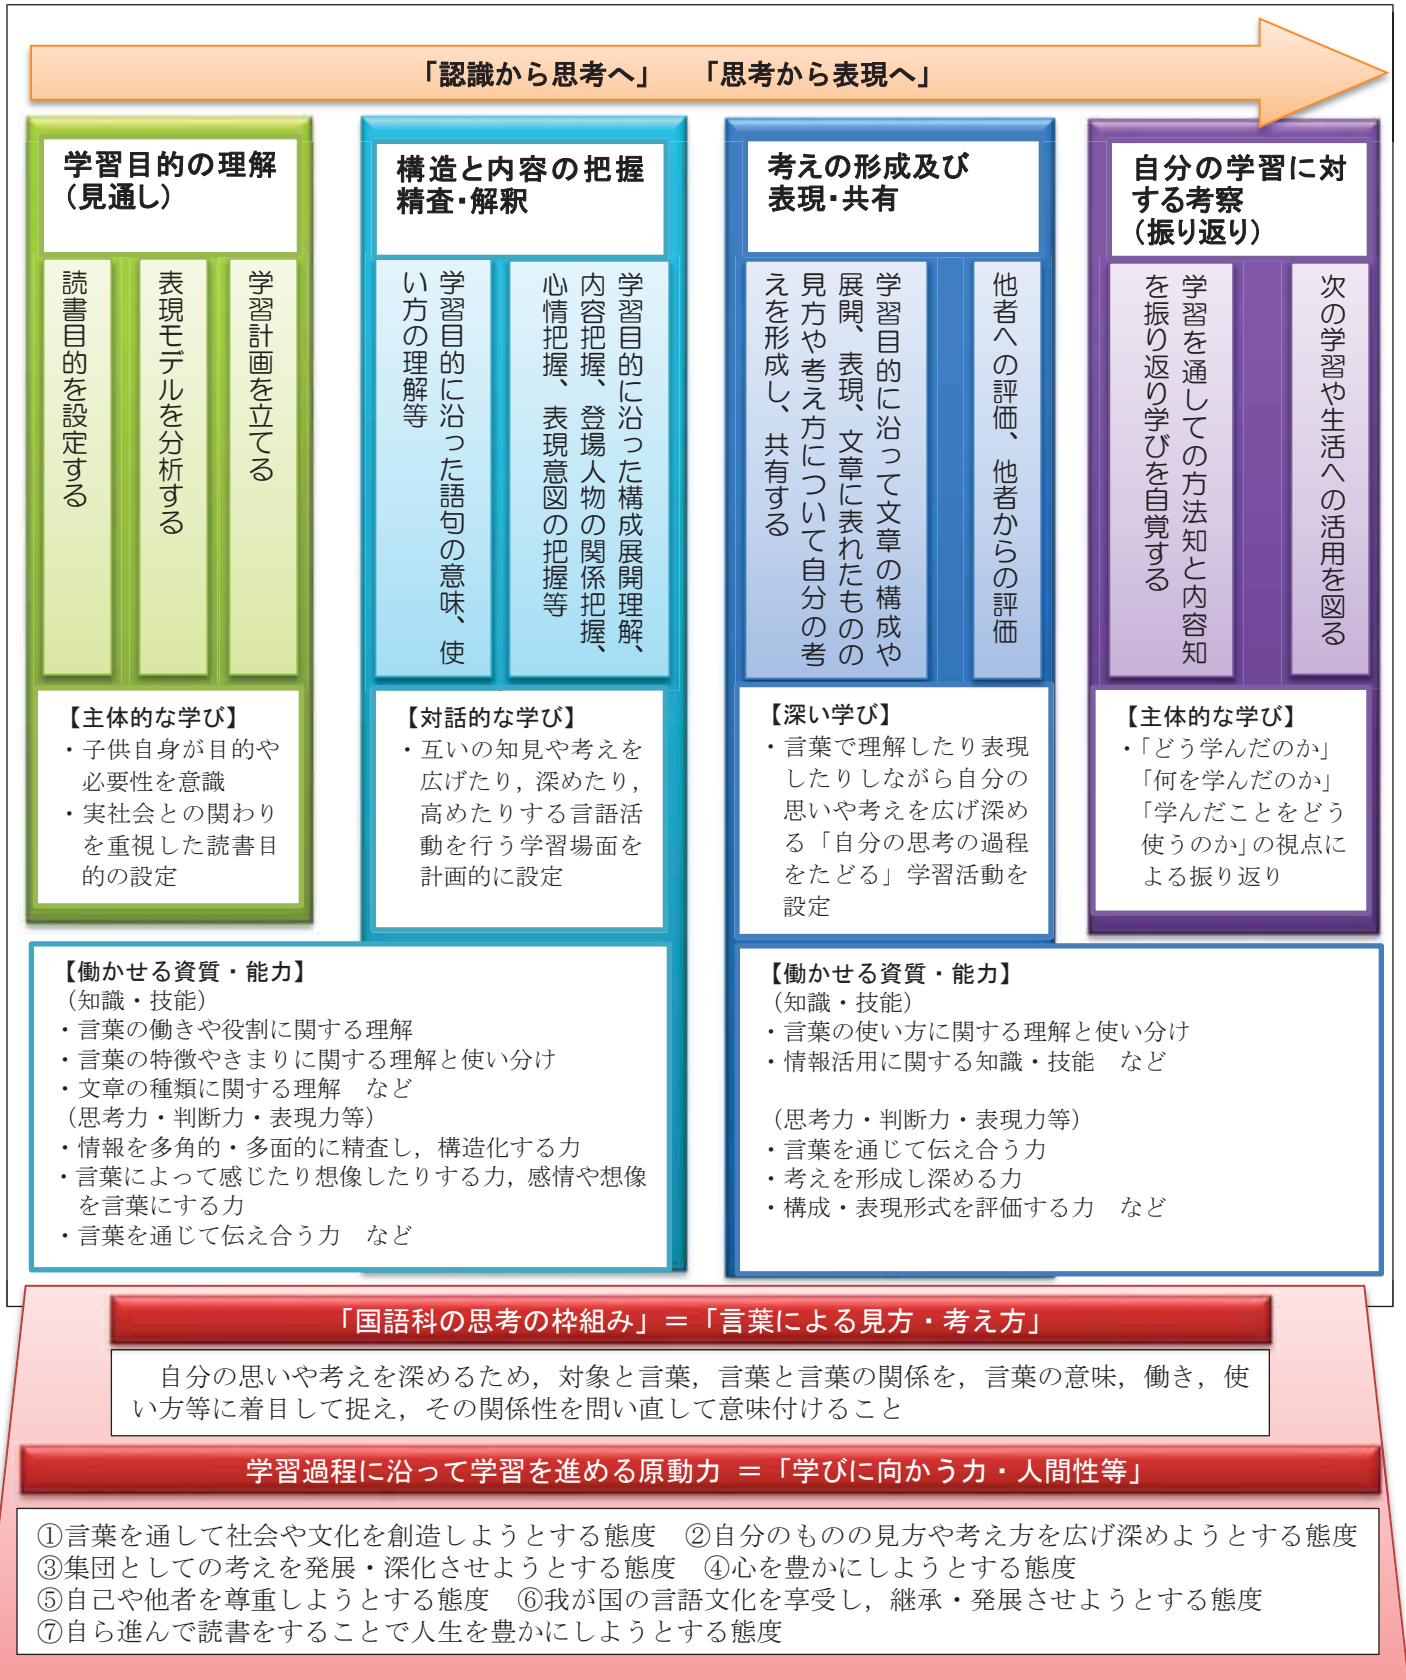 「認識から思考へ」　「思考から表現へ」
学習目的の理解
（見通し）
読書目的を設定する
表現モデルを分析する
学習計画を立てる
【主体的な学び】
・子供自身が目的や
必要性を意識
・実社会との関わり
を重視した読書目
的の設定
構造と内容の把握
精査・解釈
学習目的に沿った語句の意味、使
い方の理解等
学習目的に沿った構成展開理解、
内容把握、登場人物の関係把握、
心情把握、表現意図の把握等
【対話的な学び】
・互いの知見や考えを
広げたり，深めたり，
高めたりする言語活
動を行う学習場面を
計画的に設定
考えの形成及び
表現・共有
学習目的に沿って文章の構成や
展開、表現、文章に表れたものの
見方や考え方について自分の考
えを形成し、共有する
他者への評価、他者からの評価
【深い学び】
・言葉で理解したり表現
したりしながら自分の
思いや考えを広げ深め
る「自分の思考の過程
をたどる」学習活動を
設定
自分の学習に対
する考察
（振り返り）
学習を通しての方法知と内容知
を振り返り学びを自覚する
次の学習や生活への活用を図る
【主体的な学び】
・「どう学んだのか」
「何を学んだのか」
「学んだことをどう
使うのか」の視点に
よる振り返り
【働かせる資質・能力】
（知識・技能）
・言葉の働きや役割に関する理解
・言葉の特徴やきまりに関する理解と使い分け
・文章の種類に関する理解　など
（思考力・判断力・表現力等）
・情報を多角的・多面的に精査し，構造化する力
・言葉によって感じたり想像したりする力，感情や想像
を言葉にする力
・言葉を通じて伝え合う力　など
【働かせる資質・能力】
（知識・技能）
・言葉の使い方に関する理解と使い分け
・情報活用に関する知識・技能　など
（思考力・判断力・表現力等）
・言葉を通じて伝え合う力
・考えを形成し深める力
・構成・表現形式を評価する力　など
「国語科の思考の枠組み」＝「言葉による見方・考え方」
自分の思いや考えを深めるため，対象と言葉，言葉と言葉の関係を，言葉の意味，働き，使
い方等に着目して捉え，その関係性を問い直して意味付けること
学習過程に沿って学習を進める原動力 ＝「学びに向かう力・人間性等」
①言葉を通して社会や文化を創造しようとする態度　②自分のものの見方や考え方を広げ深めようとする態度
③集団としての考えを発展・深化させようとする態度　④心を豊かにしようとする態度
⑤自己や他者を尊重しようとする態度　⑥我が国の言語文化を享受し，継承・発展させようとする態度
⑦自ら進んで読書をすることで人生を豊かにしようとする態度